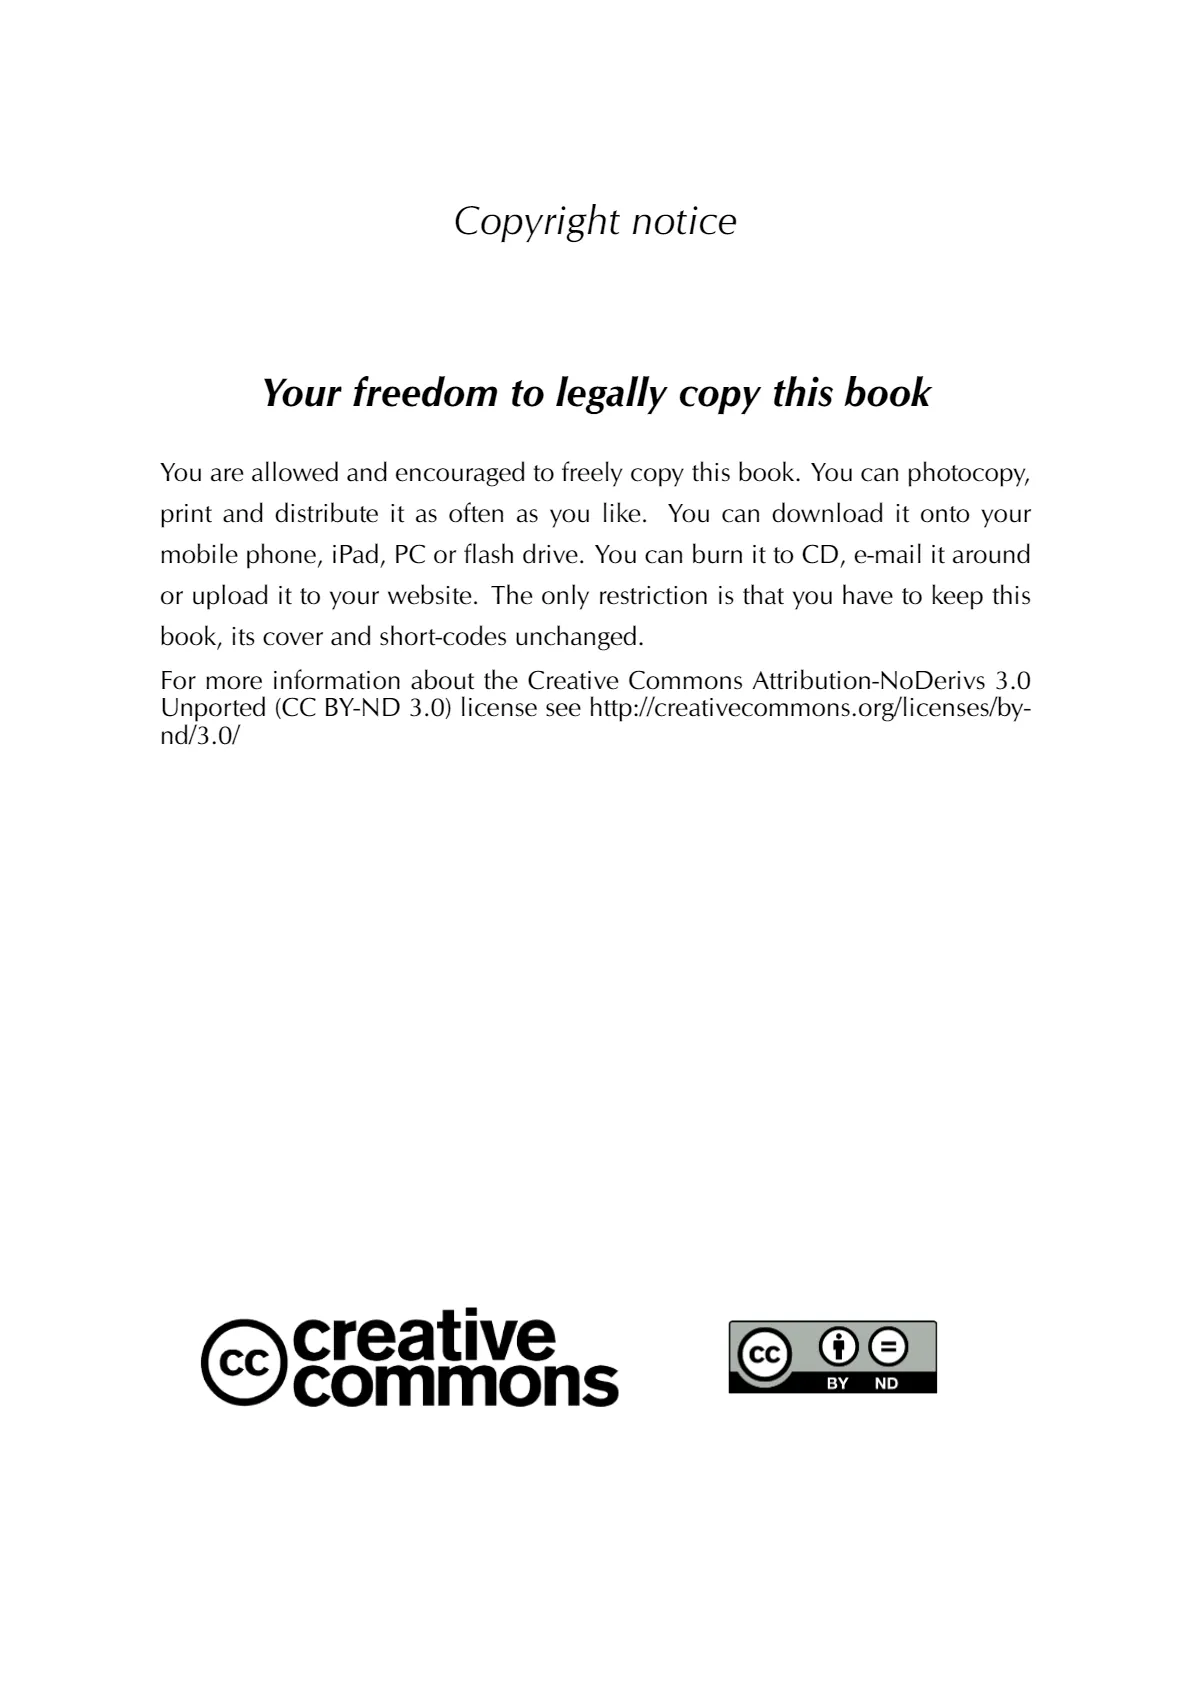 Copyright notice
Your freedom to legally copy this book
You are allowed and encouraged to freely copy this book. You can photocopy,
print and distribute it as often as you like. You can download it onto your
mobile phone, iPad, PC or flash drive. You can burn it to CD, e-mail it around
or upload it to your website. The only restriction is that you have to keep this
book, its cover and short-codes unchanged.
For more information about the Creative Commons Attribution-NoDerivs 3.0
Unported (CC BY-ND 3.0) license see http://creativecommons.org/licenses/by-
nd/3.0/
cc creative
commons
cc
BY ND